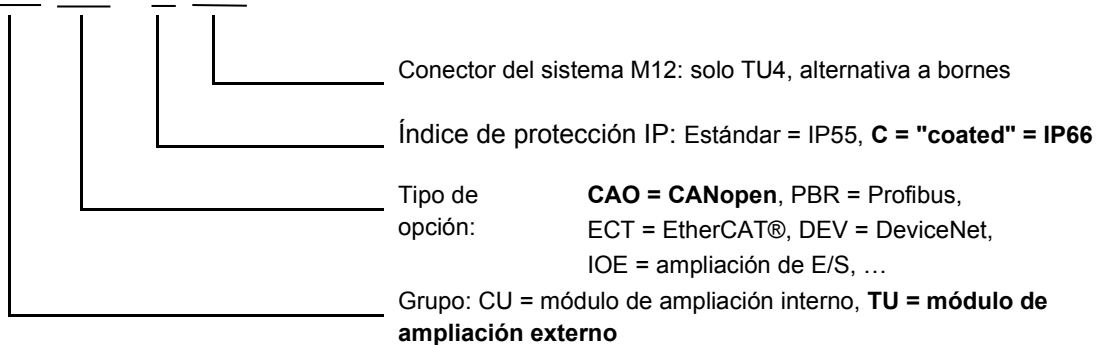 Conector del sistema M12: solo TU4, alternativa a bornes
Índice de protección IP: Estándar = IP55, C = "coated" = IP66
Tipo de opción: CAO = CANopen, PBR = Profibus,
ECT = EtherCAT®, DEV = DeviceNet,
IOE = ampliación de E/S, …
Grupo: CU = módulo de ampliación interno, TU = módulo de
ampliación externo